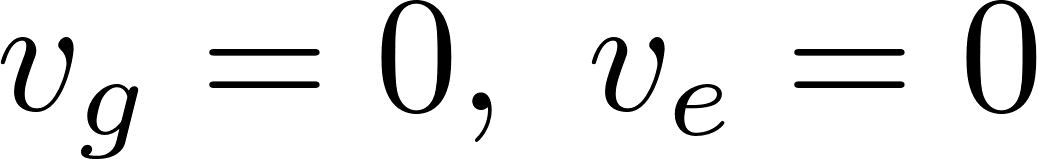 v_g = 0, v_e = 0